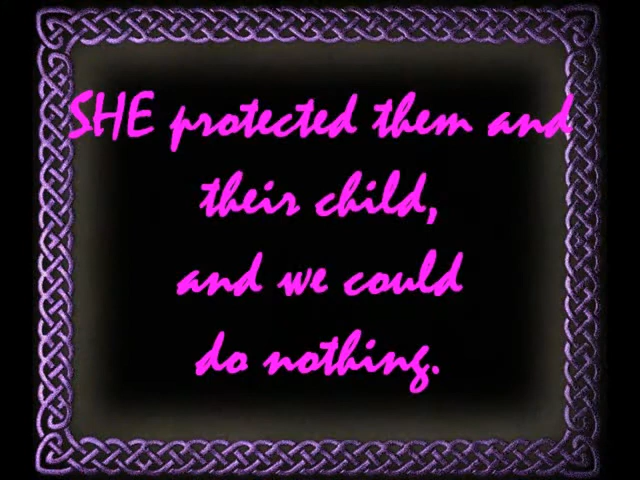 SHE protected them and
their child,
and we could
do nothing.